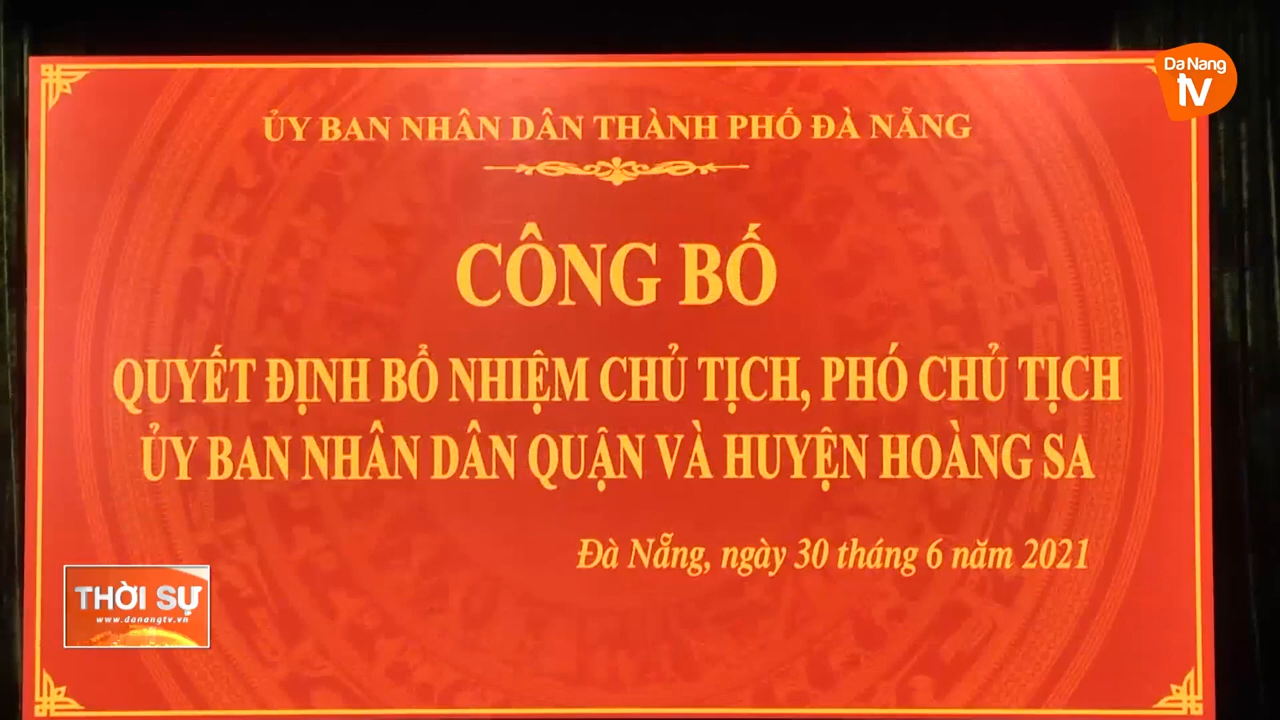 Da Nang
tv
ỦY BAN NHÂN DÂN THÀNH PHỐ ĐÀ NẴNG
CÔNG BỐ
QUYẾT ĐỊNH BỔ NHIỆM CHỦ TỊCH, PHÓ CHỦ TỊCH
ỦY BAN NHÂN DÂN QUẬN VÀ HUYỆN HOÀNG SA
Đà Nẵng, ngày 30 tháng 6 năm 2021
THỜI SỰ
www.danangtv.vn